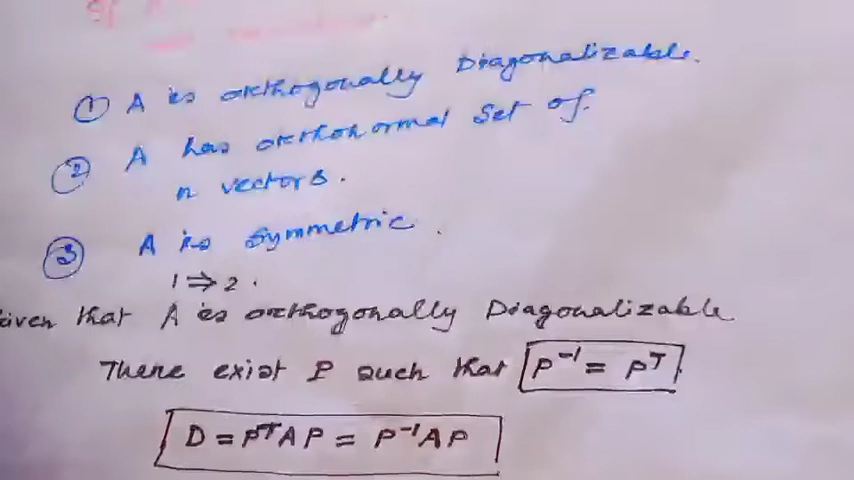 ① A is orthogonally Diagonalizable.
② A has orthonormal set of
n vectors.
③ A is symmetric.
1 ⇒ 2.
Given that A is orthogonally Diagonalizable
There exist P such that P⁻¹ = Pᵀ
D = PᵀAP = P⁻¹AP